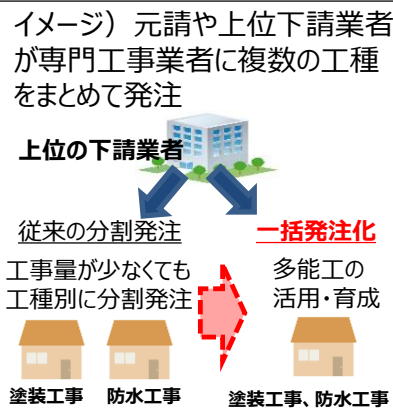 イメージ）元請や上位下請業者
が専門工事業者に複数の工種
をまとめて発注
上位の下請業者
従来の分割発注
工事量が少なくても
工種別に分割発注
塗装工事 防水工事
一括発注化
多能工の
活用・育成
塗装工事、防水工事